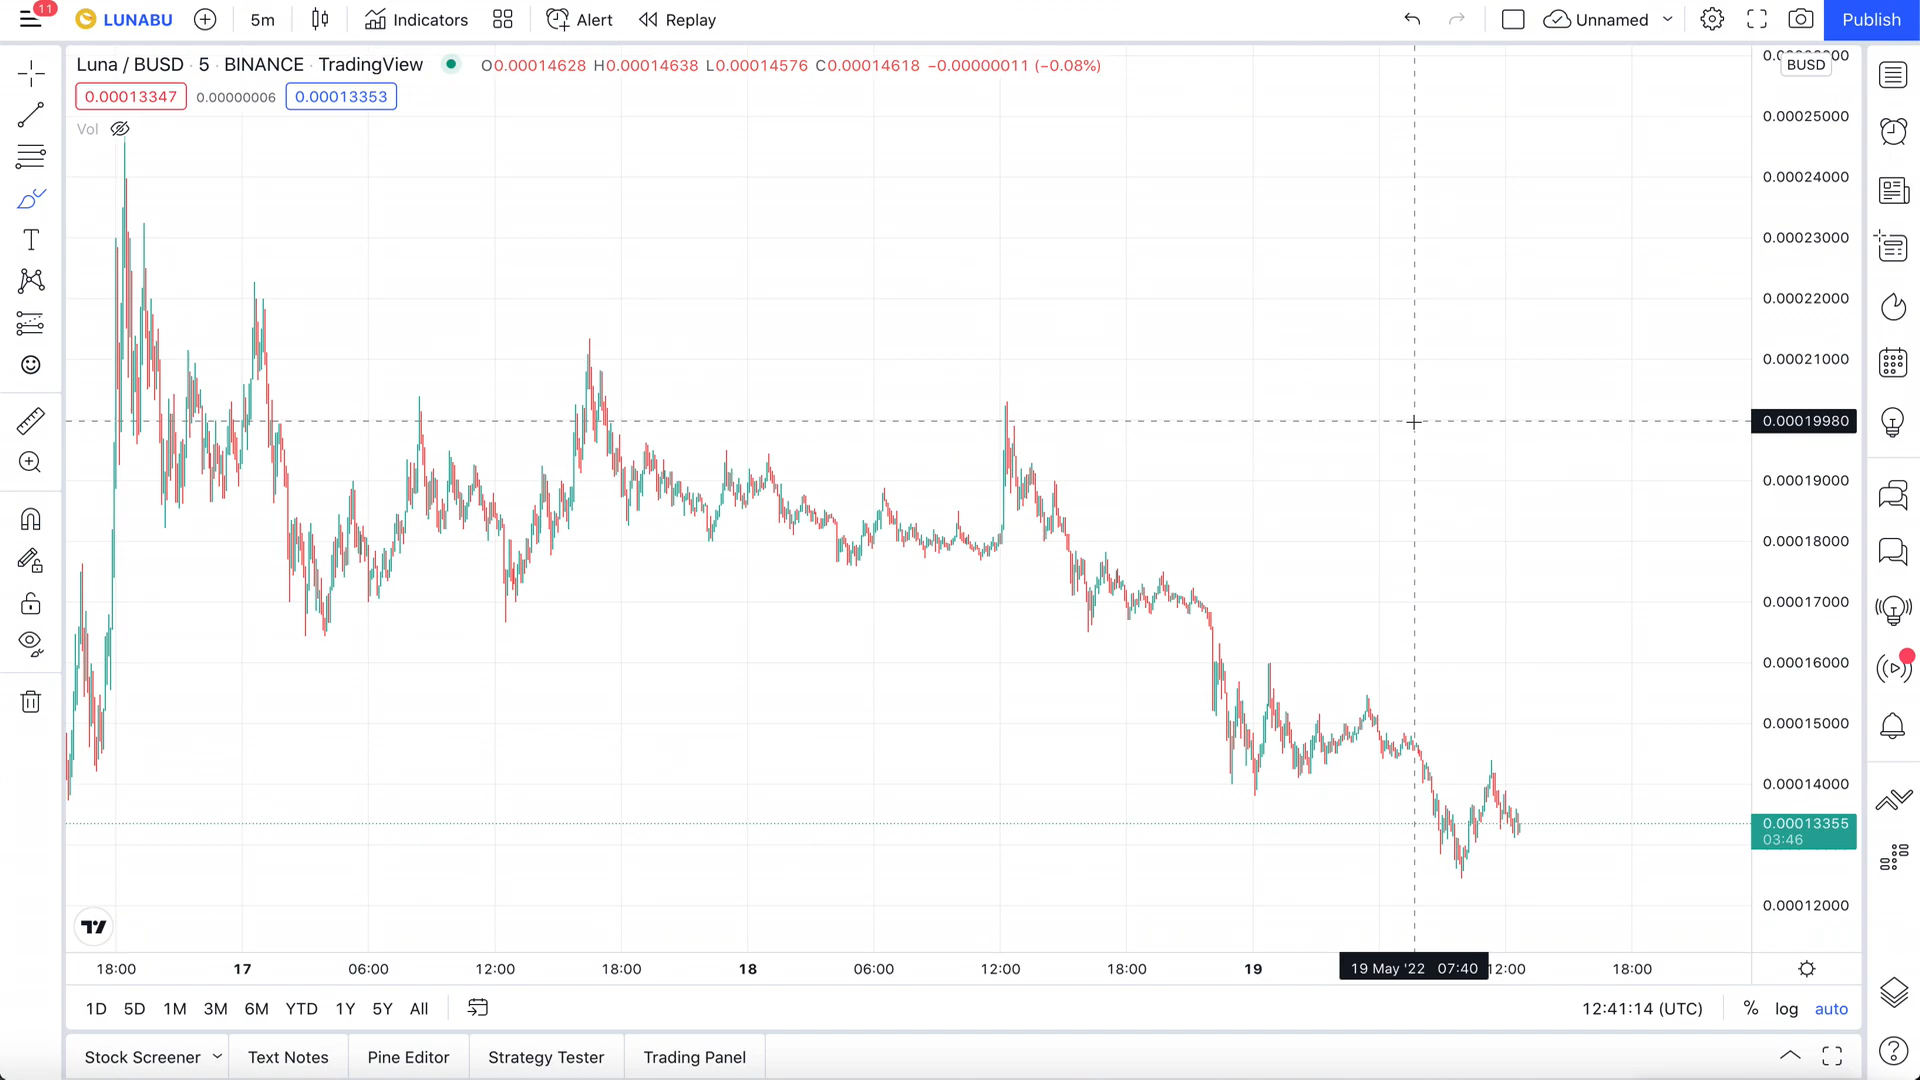 11
LUNABU
5m
Indicators
Alert
Replay
Unnamed
Publish
Luna / BUSD · 5 · BINANCE · TradingView
O0.00014628 H0.00014638 L0.00014576 C0.00014618 −0.00000011 (−0.08%)
BUSD
0.00013347
0.00000006
0.00013353
Vol
0.00025000
0.00024000
0.00023000
0.00022000
0.00021000
0.00019980
0.00019000
0.00018000
0.00017000
0.00016000
0.00015000
0.00014000
0.00013355
03:46
0.00012000
18:00 17 06:00 12:00 18:00 18 06:00 12:00 18:00 19 19 May '22 07:40 12:00 18:00
1D 5D 1M 3M 6M YTD 1Y 5Y All
12:41:14 (UTC)
% log auto
Stock Screener
Text Notes
Pine Editor
Strategy Tester
Trading Panel